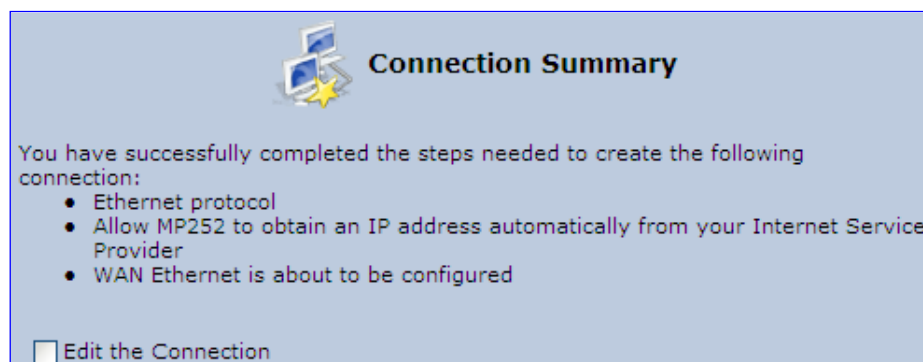 Connection Summary
You have successfully completed the steps needed to create the following
connection:
• Ethernet protocol
• Allow MP252 to obtain an IP address automatically from your Internet Service
Provider
• WAN Ethernet is about to be configured
Edit the Connection